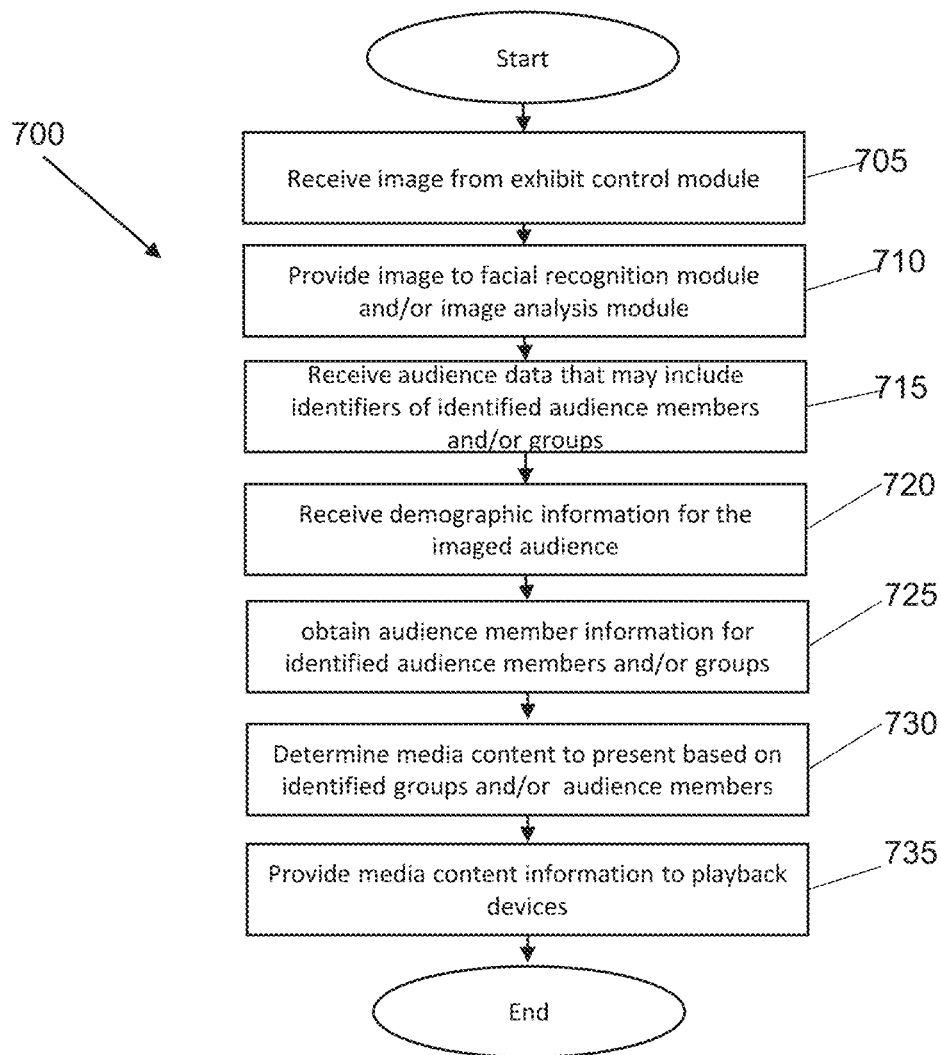 Start
700
Receive image from exhibit control module
705
Provide image to facial recognition module
and/or image analysis module
710
Receive audience data that may include
identifiers of identified audience members
and/or groups
715
Receive demographic information for the
imaged audience
720
obtain audience member information for
identified audience members and/or groups
725
Determine media content to present based on
identified groups and/or audience members
730
Provide media content information to playback
devices
735
End